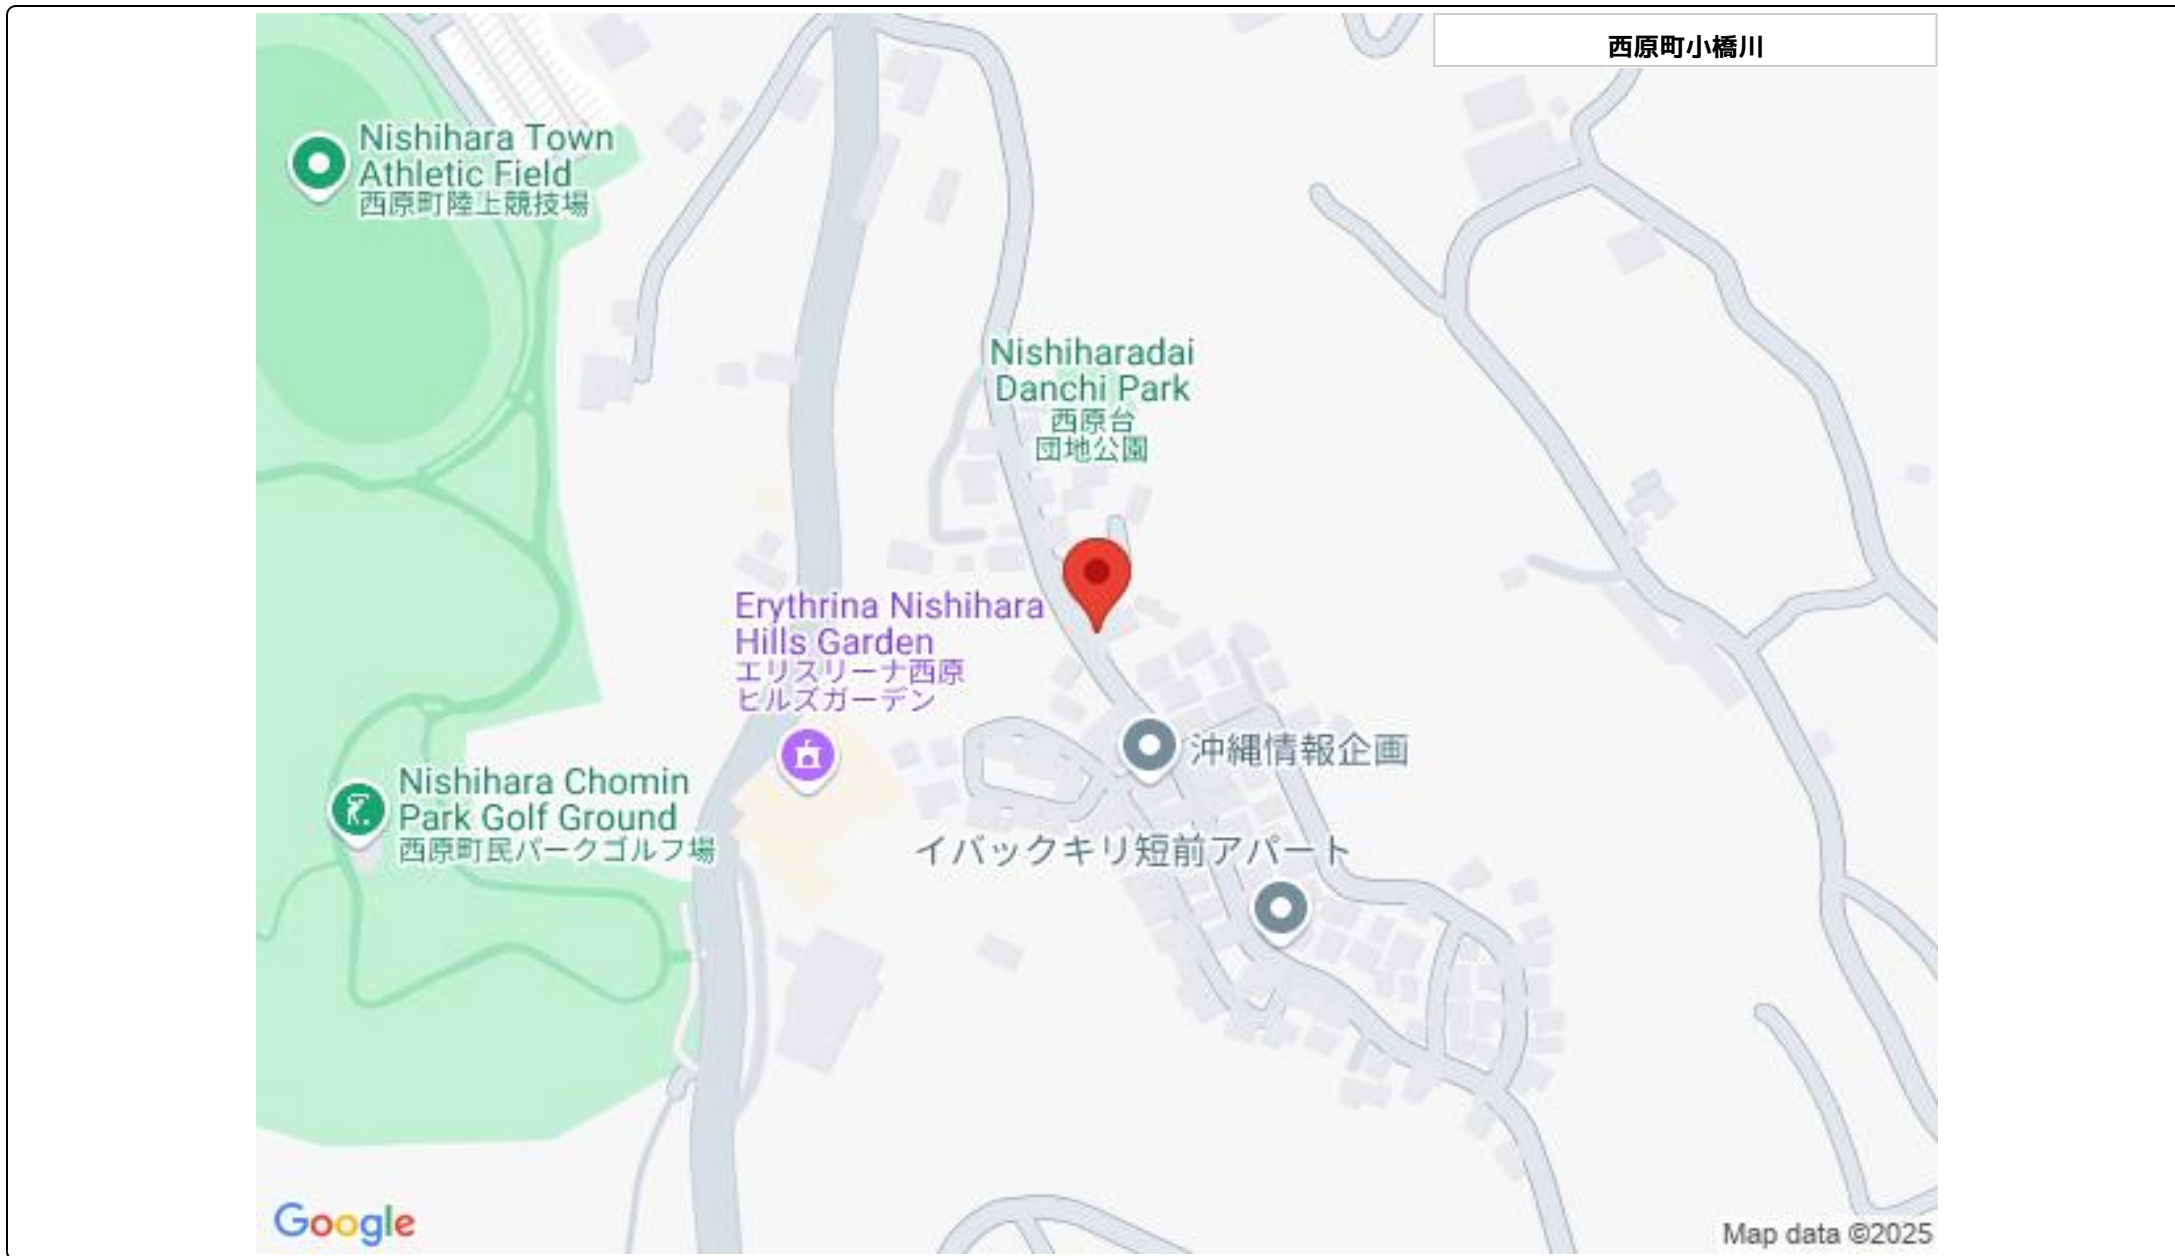 西原町小橋川
Nishihara Town
Athletic Field
西原町陸上競技場
Nishiharadai
Danchi Park
西原台
団地公園
Erythrina Nishihara
Hills Garden
エリスリーナ西原
ヒルズガーデン
沖縄情報企画
Nishihara Chomin
Park Golf Ground
西原町民パークゴルフ場
イバックキリ短前アパート
Google
Map data ©2025